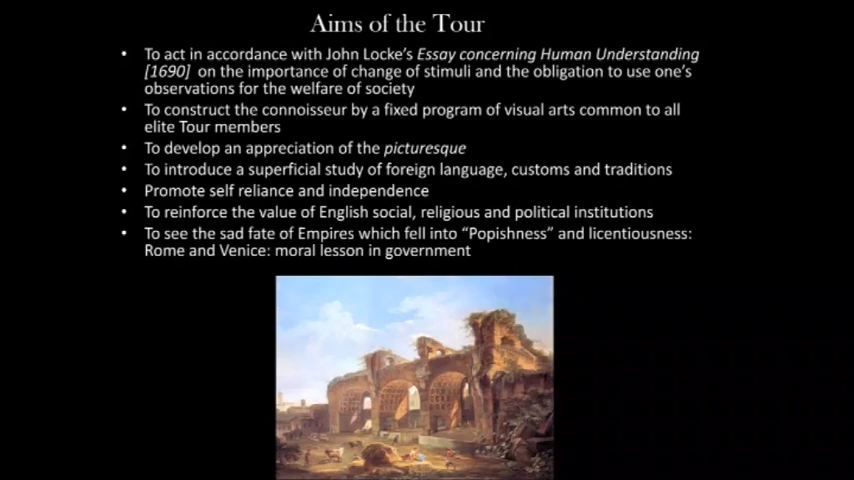 Aims of the Tour
• To act in accordance with John Locke's Essay concerning Human Understanding
[1690] on the importance of change of stimuli and the obligation to use one's
observations for the welfare of society
• To construct the connoisseur by a fixed program of visual arts common to all
elite Tour members
• To develop an appreciation of the picturesque
• To introduce a superficial study of foreign language, customs and traditions
• Promote self reliance and independence
• To reinforce the value of English social, religious and political institutions
• To see the sad fate of Empires which fell into “Popishness” and licentiousness:
Rome and Venice: moral lesson in government